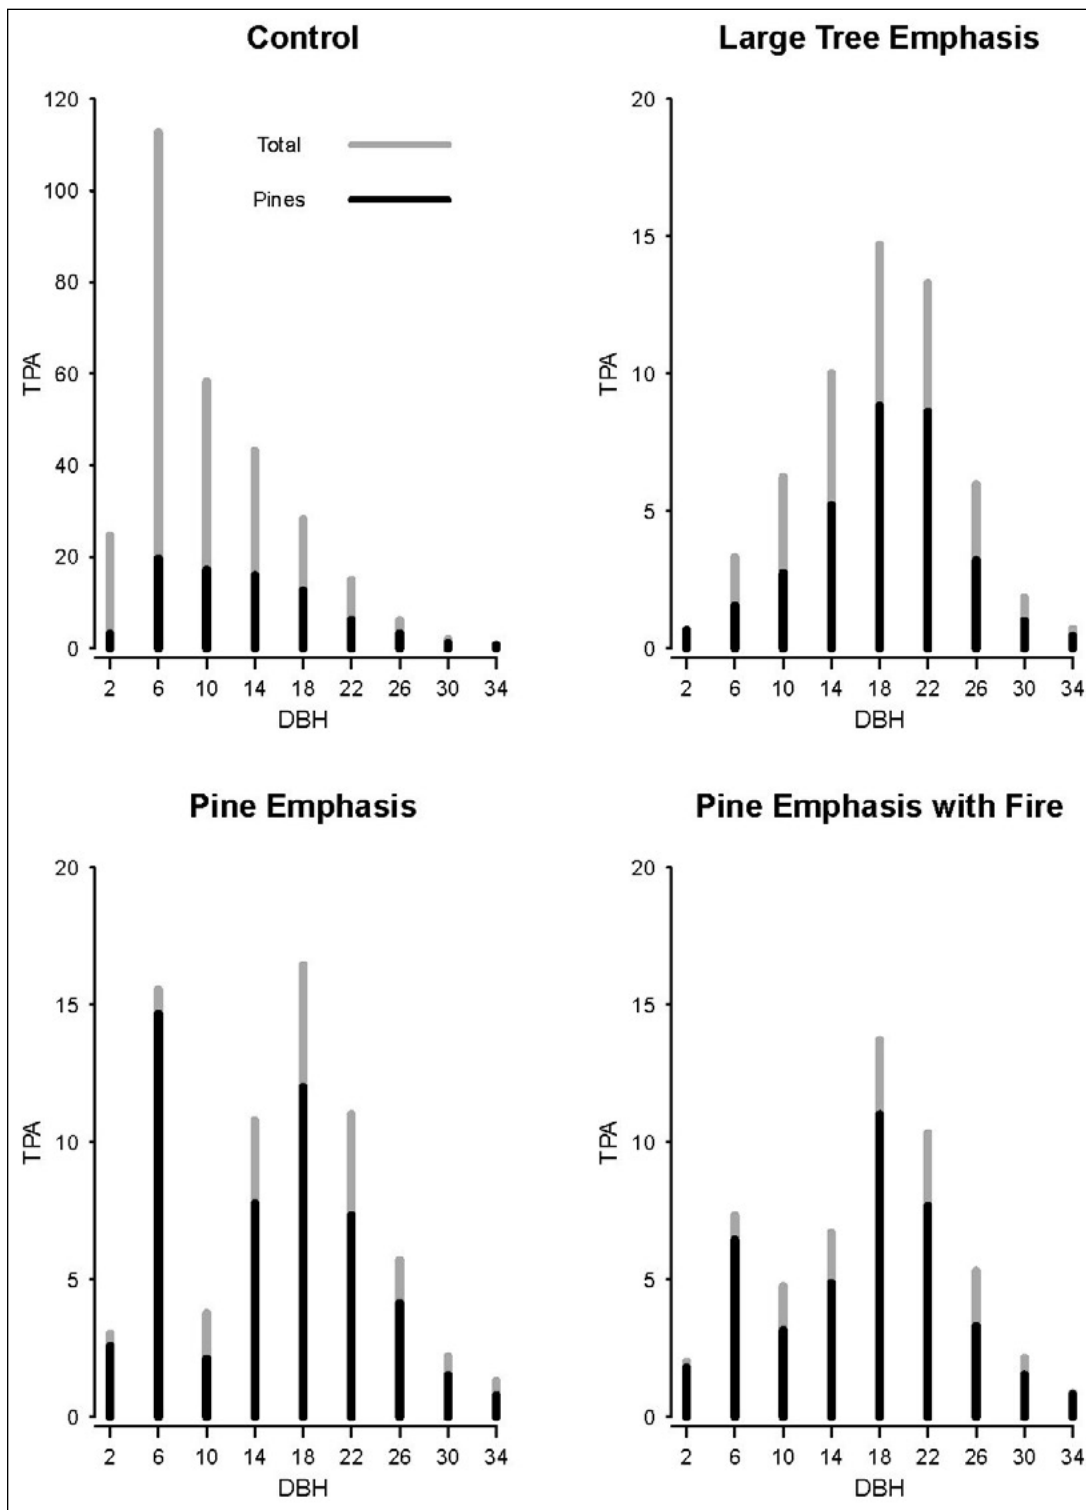 Control
TPA
120
100
80
60
40
20
0
Total
Pines
2 6 10 14 18 22 26 30 34
DBH
Large Tree Emphasis
TPA
20
15
10
5
0
2 6 10 14 18 22 26 30 34
DBH
Pine Emphasis
TPA
20
15
10
5
0
2 6 10 14 18 22 26 30 34
DBH
Pine Emphasis with Fire
TPA
20
15
10
5
0
2 6 10 14 18 22 26 30 34
DBH